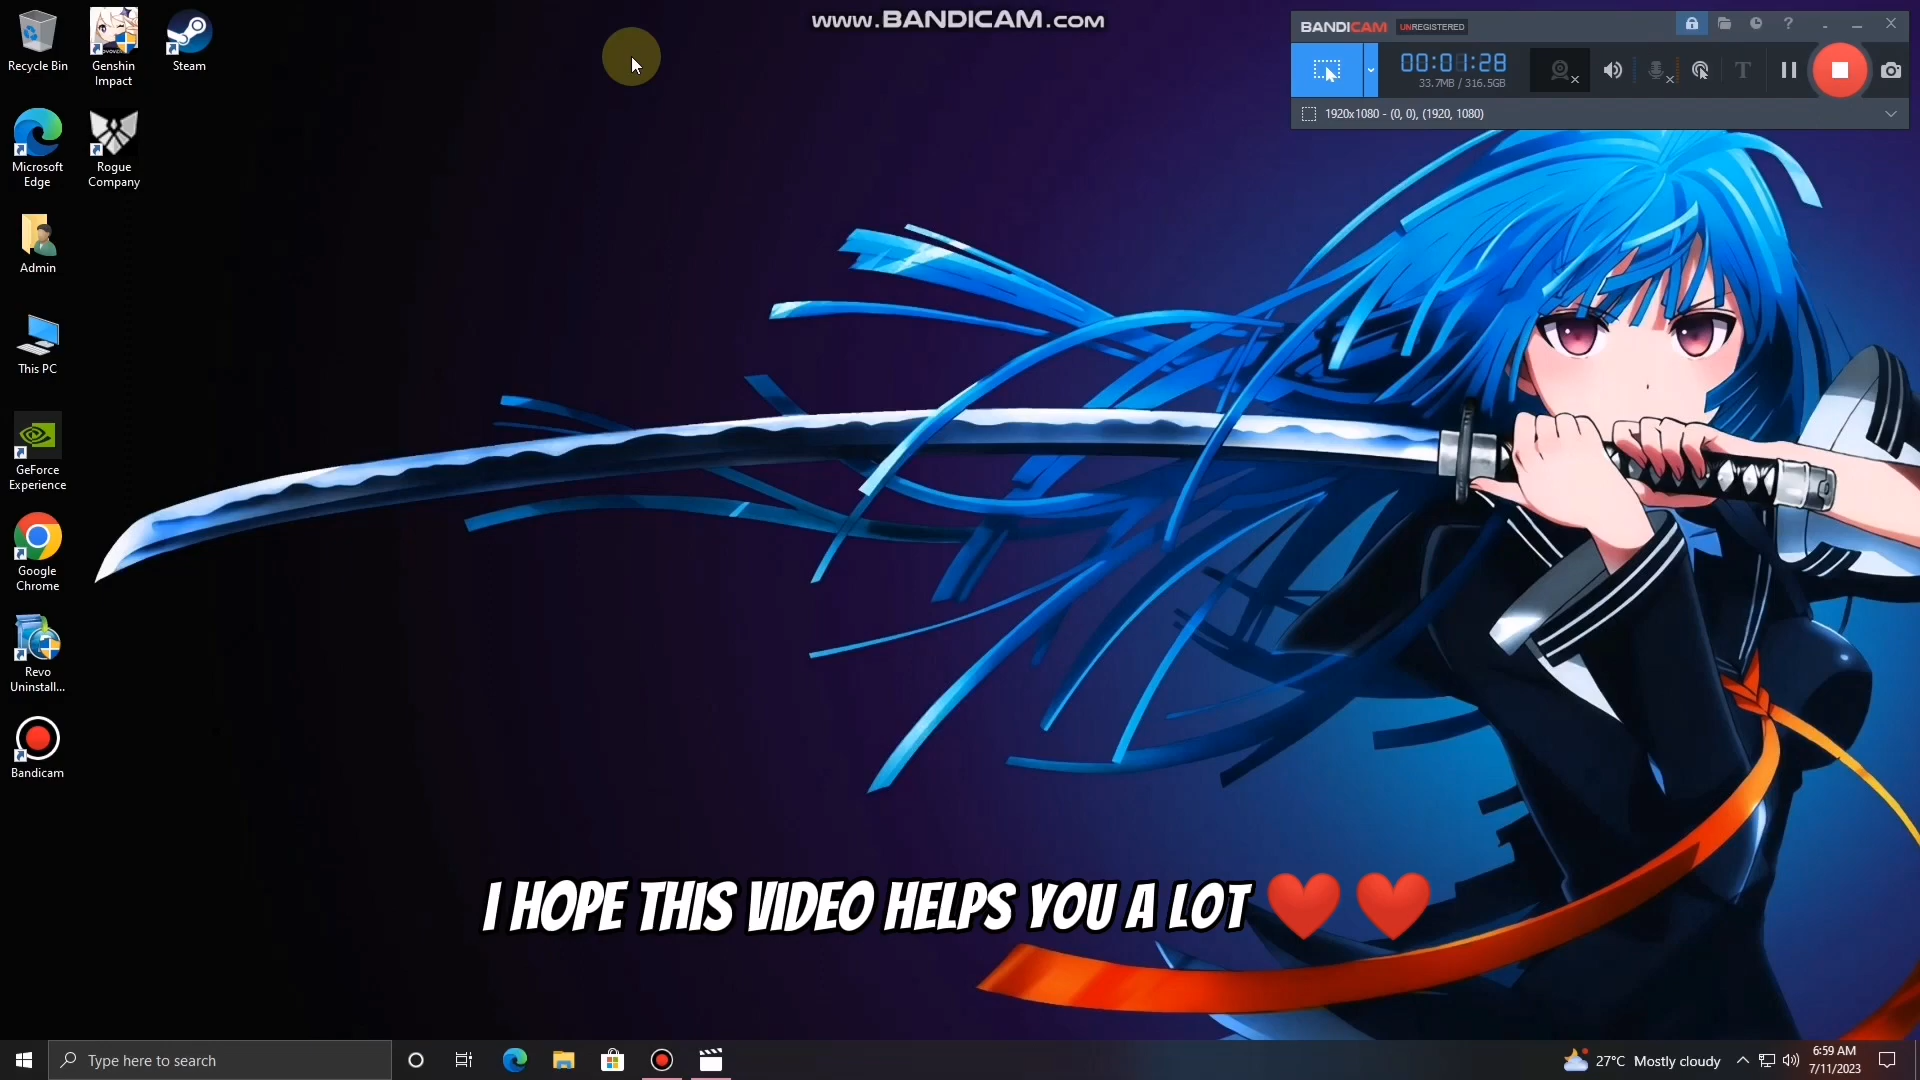 www.BANDICAM.com
Recycle Bin
Genshin
Impact
Steam
Microsoft
Edge
Rogue
Company
Admin
This PC
GeForce
Experience
Google
Chrome
Revo
Uninstall...
Bandicam
BANDICAM UNREGISTERED
00:01:28
33.7MB / 316.5GB
1920x1080 - (0, 0), (1920, 1080)
I HOPE THIS VIDEO HELPS YOU A LOT ❤️ ❤️
Type here to search
27°C Mostly cloudy
6:59 AM
7/11/2023